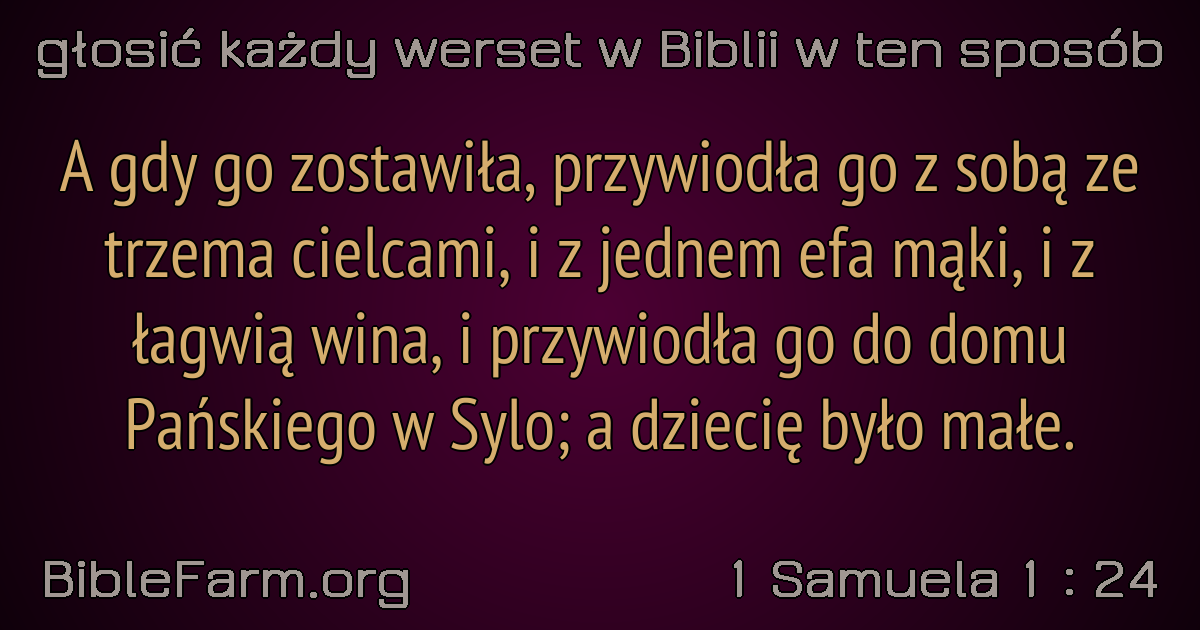 głosić każdy werset w Biblii w ten sposób
A gdy go zostawiła, przywiodła go z sobą ze
trzema cielcami, i z jednem efa mąki, i z
łagwią wina, i przywiodła go do domu
Pańskiego w Sylo; a dziecię było małe.
BibleFarm.org
1 Samuela 1 : 24